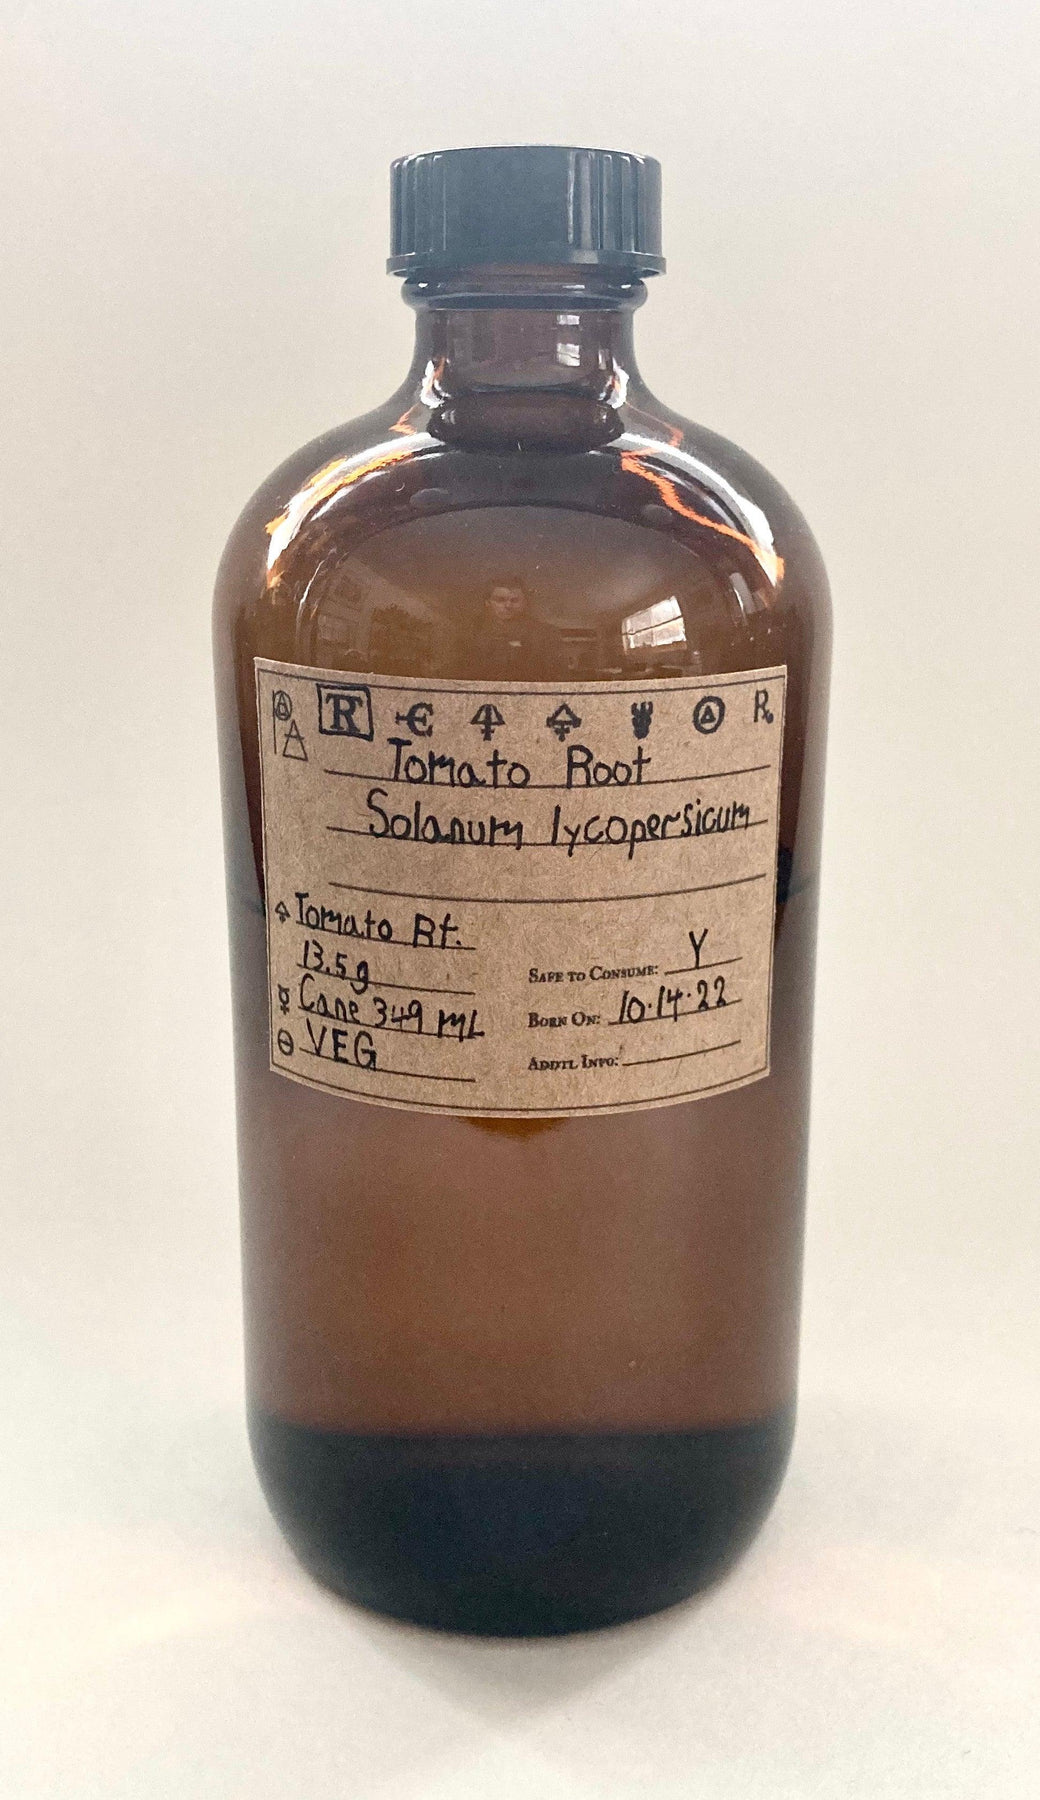 R R
Tomato Root
Solanum lycopersicum
Tomato Rt.
13.5g
Cane 349 mL
VEG
SAFE TO CONSUME: Y
BORN ON: 10.14.22
ADDTL INFO: